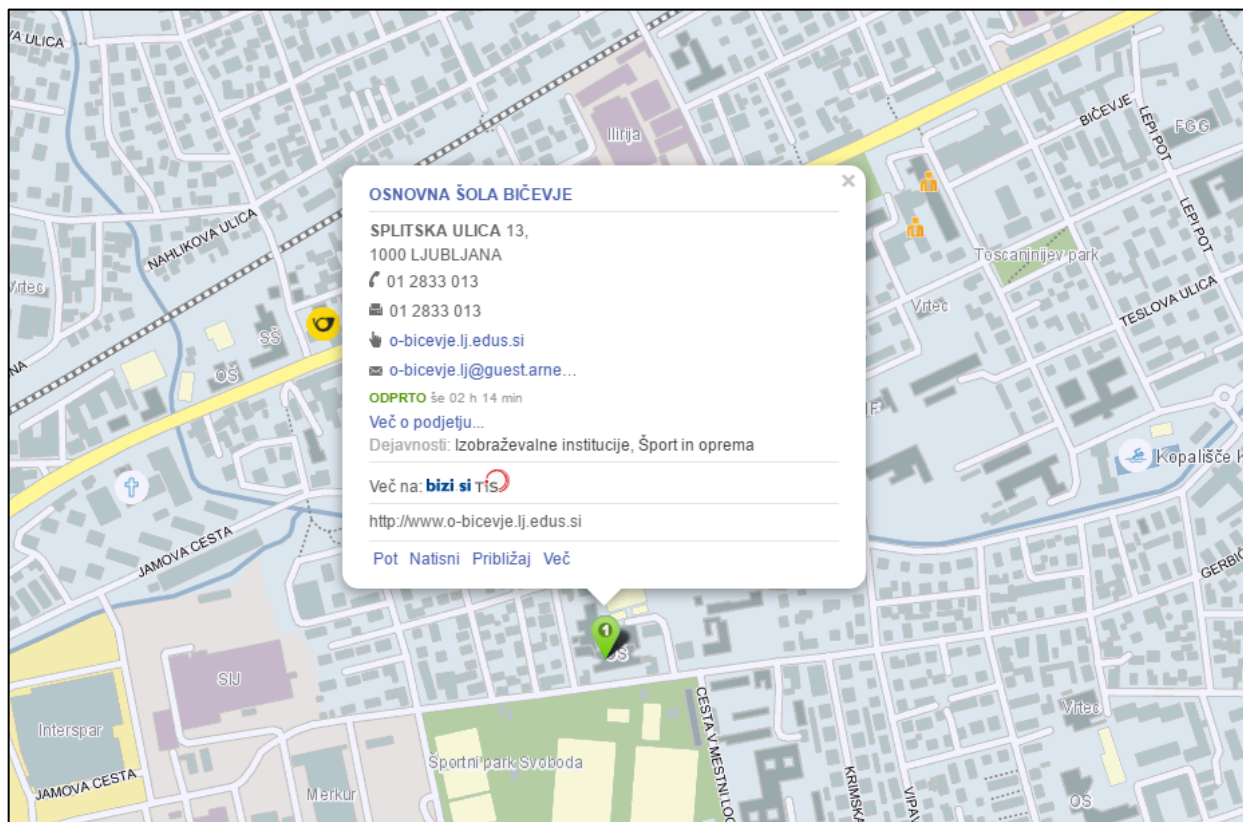 A ULICA
Ilirija
BIČEVJE
LEPI POT
FGG
OSNOVNA ŠOLA BIČEVJE
SPLITSKA ULICA 13,
1000 LJUBLJANA
01 2833 013
01 2833 013
o-bicevje.lj.edus.si
o-bicevje.lj@guest.arne…
ODPRTO še 02 h 14 min
Več o podjetju...
Dejavnosti: Izobraževalne institucije, Šport in oprema
Več na: bizi si TiS
http://www.o-bicevje.lj.edus.si
Pot Natisni Približaj Več
NAHLIKOVA ULICA
LEPI POT
Toscaninijev park
Vrtec
Vrtec
TESLOVA ULICA
SŠ
OŠ
NA
Kopališče K
JAMOVA CESTA
GERBIČ
1
OŠ
SIJ
Interspar
CESTA V MESTNI LOG
Vrtec
Športni park Svoboda
JAMOVA CESTA
Merkur
KRIMSKA
VIPAV
OŠ